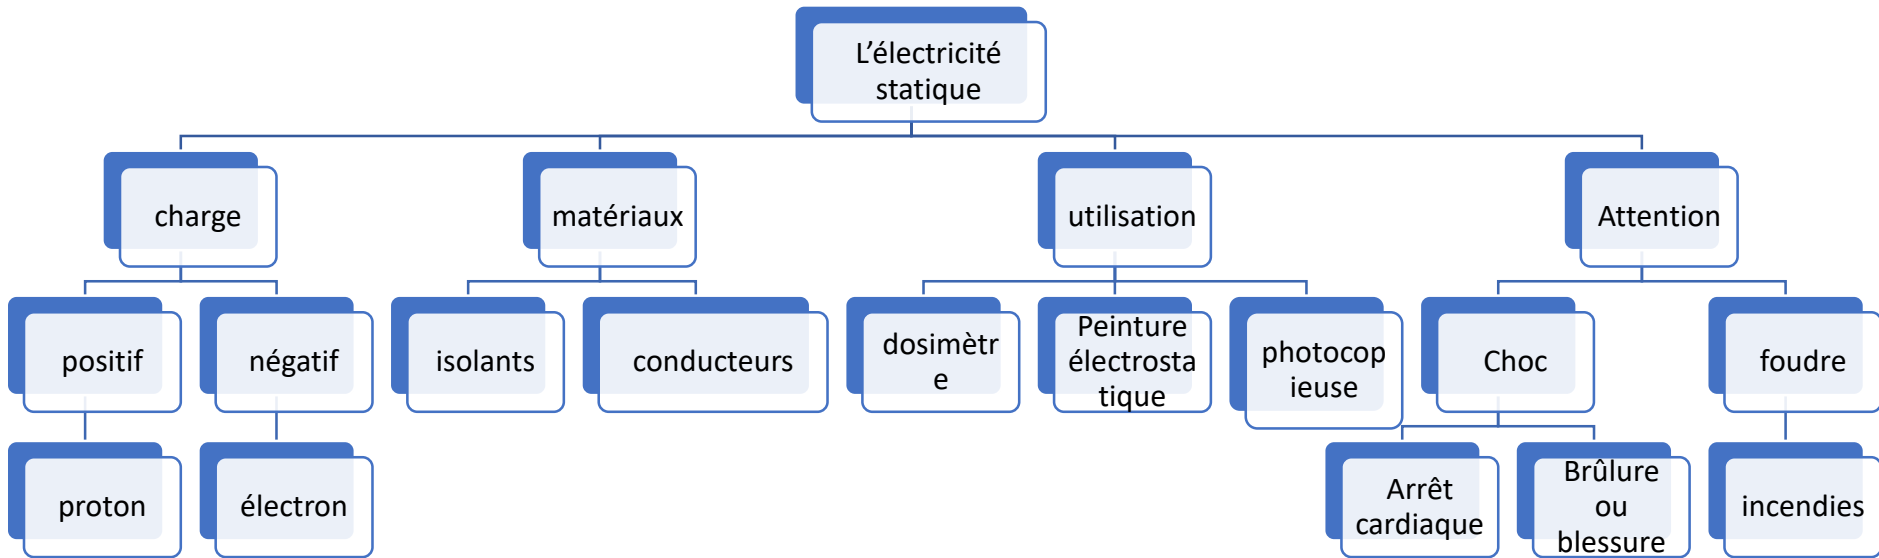 L'électricité
statique
charge
matériaux
utilisation
Attention
positif
négatif
isolants
conducteurs
dosimètr
e
Peinture
électrosta
tique
photocop
ieuse
Choc
foudre
proton
électron
Arrêt
cardiaque
Brûlure
ou
blessure
incendies